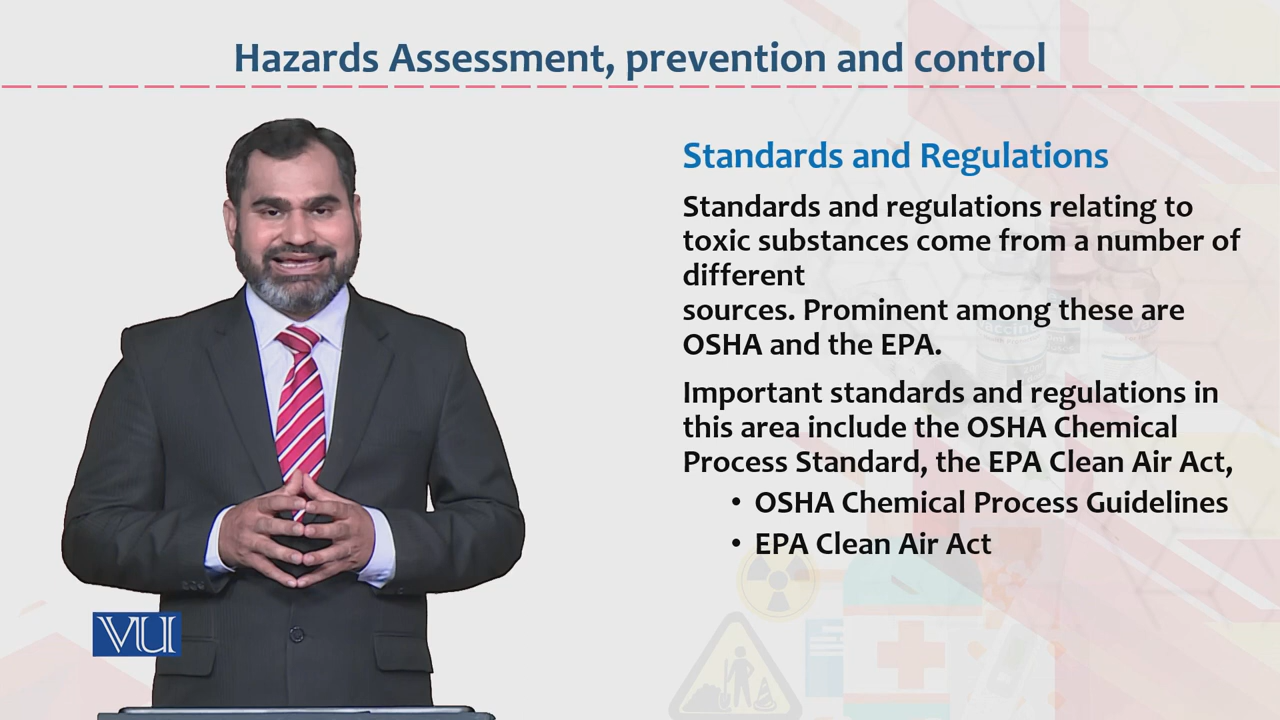 Hazards Assessment, prevention and control
Standards and Regulations
Standards and regulations relating to
toxic substances come from a number of
different
sources. Prominent among these are
OSHA and the EPA.
Important standards and regulations in
this area include the OSHA Chemical
Process Standard, the EPA Clean Air Act,
• OSHA Chemical Process Guidelines
• EPA Clean Air Act
VU